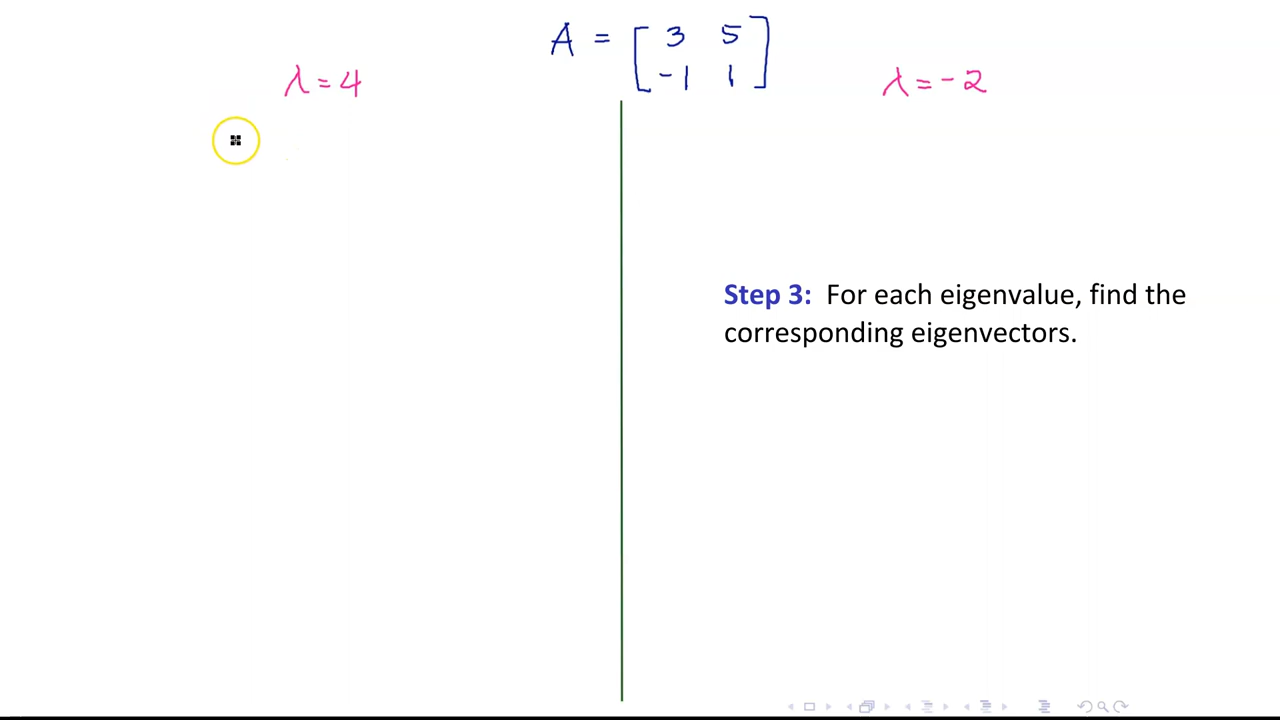 A = [ 3 5
-1 1 ]
λ = 4
λ = -2
Step 3: For each eigenvalue, find the
corresponding eigenvectors.